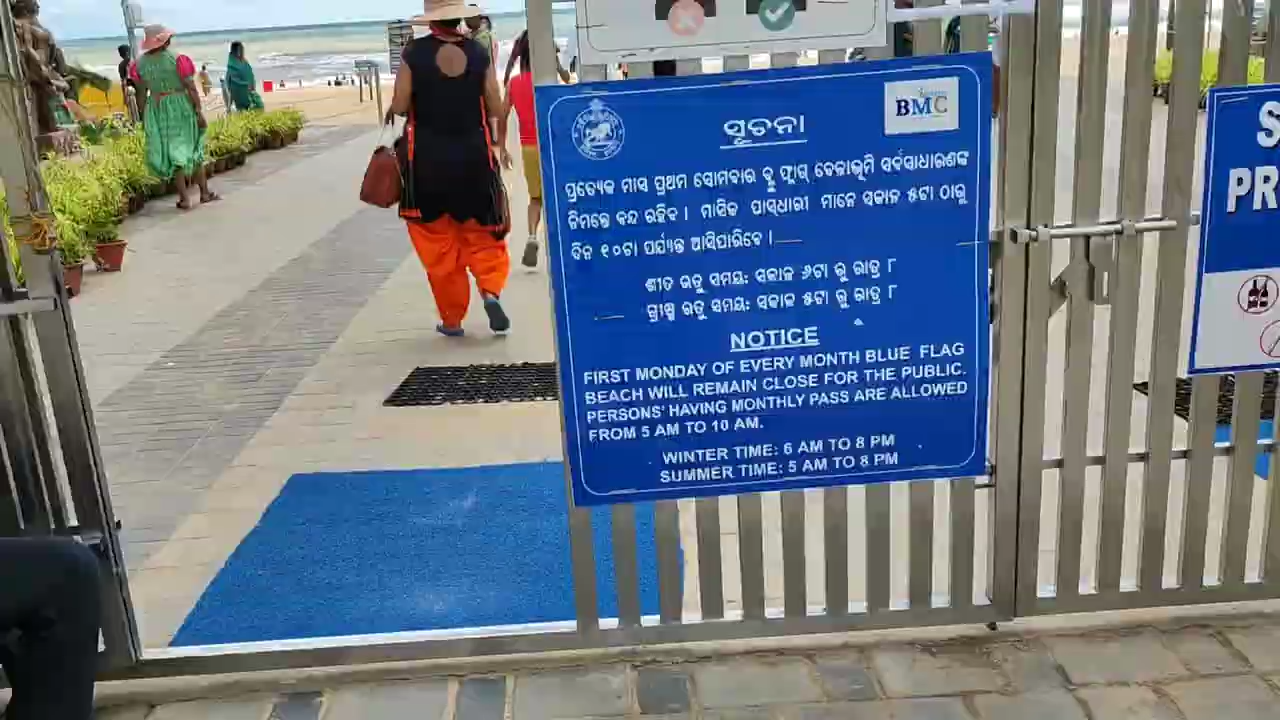 BMC
ସୂଚନା
ପ୍ରତ୍ୟେକ ମାସ ପ୍ରଥମ ସୋମବାର ବ୍ଲୁ ଫ୍ଲାଗ୍ ବେଳାଭୂମି ସର୍ବସାଧାରଣଙ୍କ
ନିମନ୍ତେ ବନ୍ଦ ରହିବ । ମାସିକ ପାସ୍‌ଧାରୀ ମାନେ ସକାଳ ୫ଟା ଠାରୁ
ଦିନ ୧୦ଟା ପର୍ଯ୍ୟନ୍ତ ଆସିପାରିବେ ।
ଶୀତ ଋତୁ ସମୟ: ସକାଳ ୬ଟା ରୁ ରାତ୍ର ୮
ଗ୍ରୀଷ୍ମ ଋତୁ ସମୟ: ସକାଳ ୫ଟା ରୁ ରାତ୍ର ୮
NOTICE
FIRST MONDAY OF EVERY MONTH BLUE FLAG
BEACH WILL REMAIN CLOSE FOR THE PUBLIC.
PERSONS' HAVING MONTHLY PASS ARE ALLOWED
FROM 5 AM TO 10 AM.
WINTER TIME: 6 AM TO 8 PM
SUMMER TIME: 5 AM TO 8 PM
S
PR